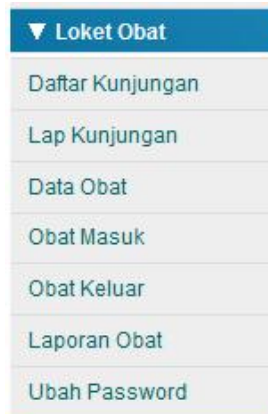 ▼ Loket Obat
Daftar Kunjungan
Lap Kunjungan
Data Obat
Obat Masuk
Obat Keluar
Laporan Obat
Ubah Password